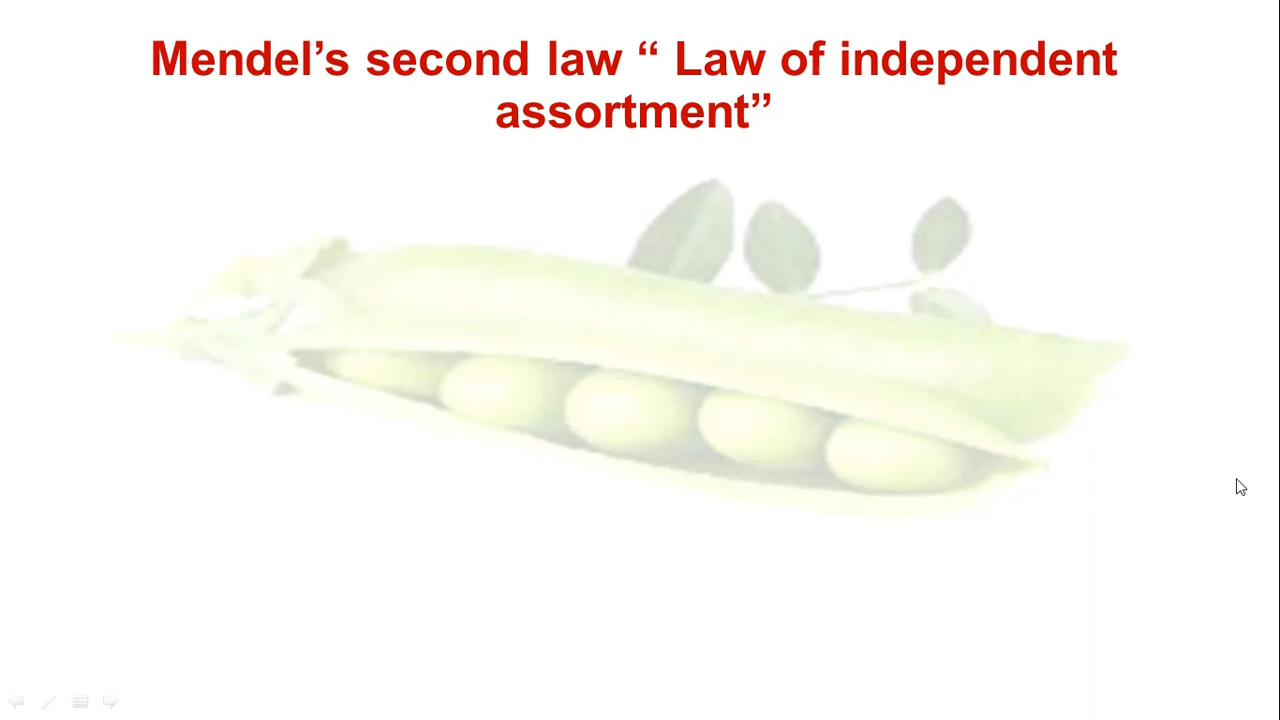 Mendel’s second law “ Law of independent
assortment”